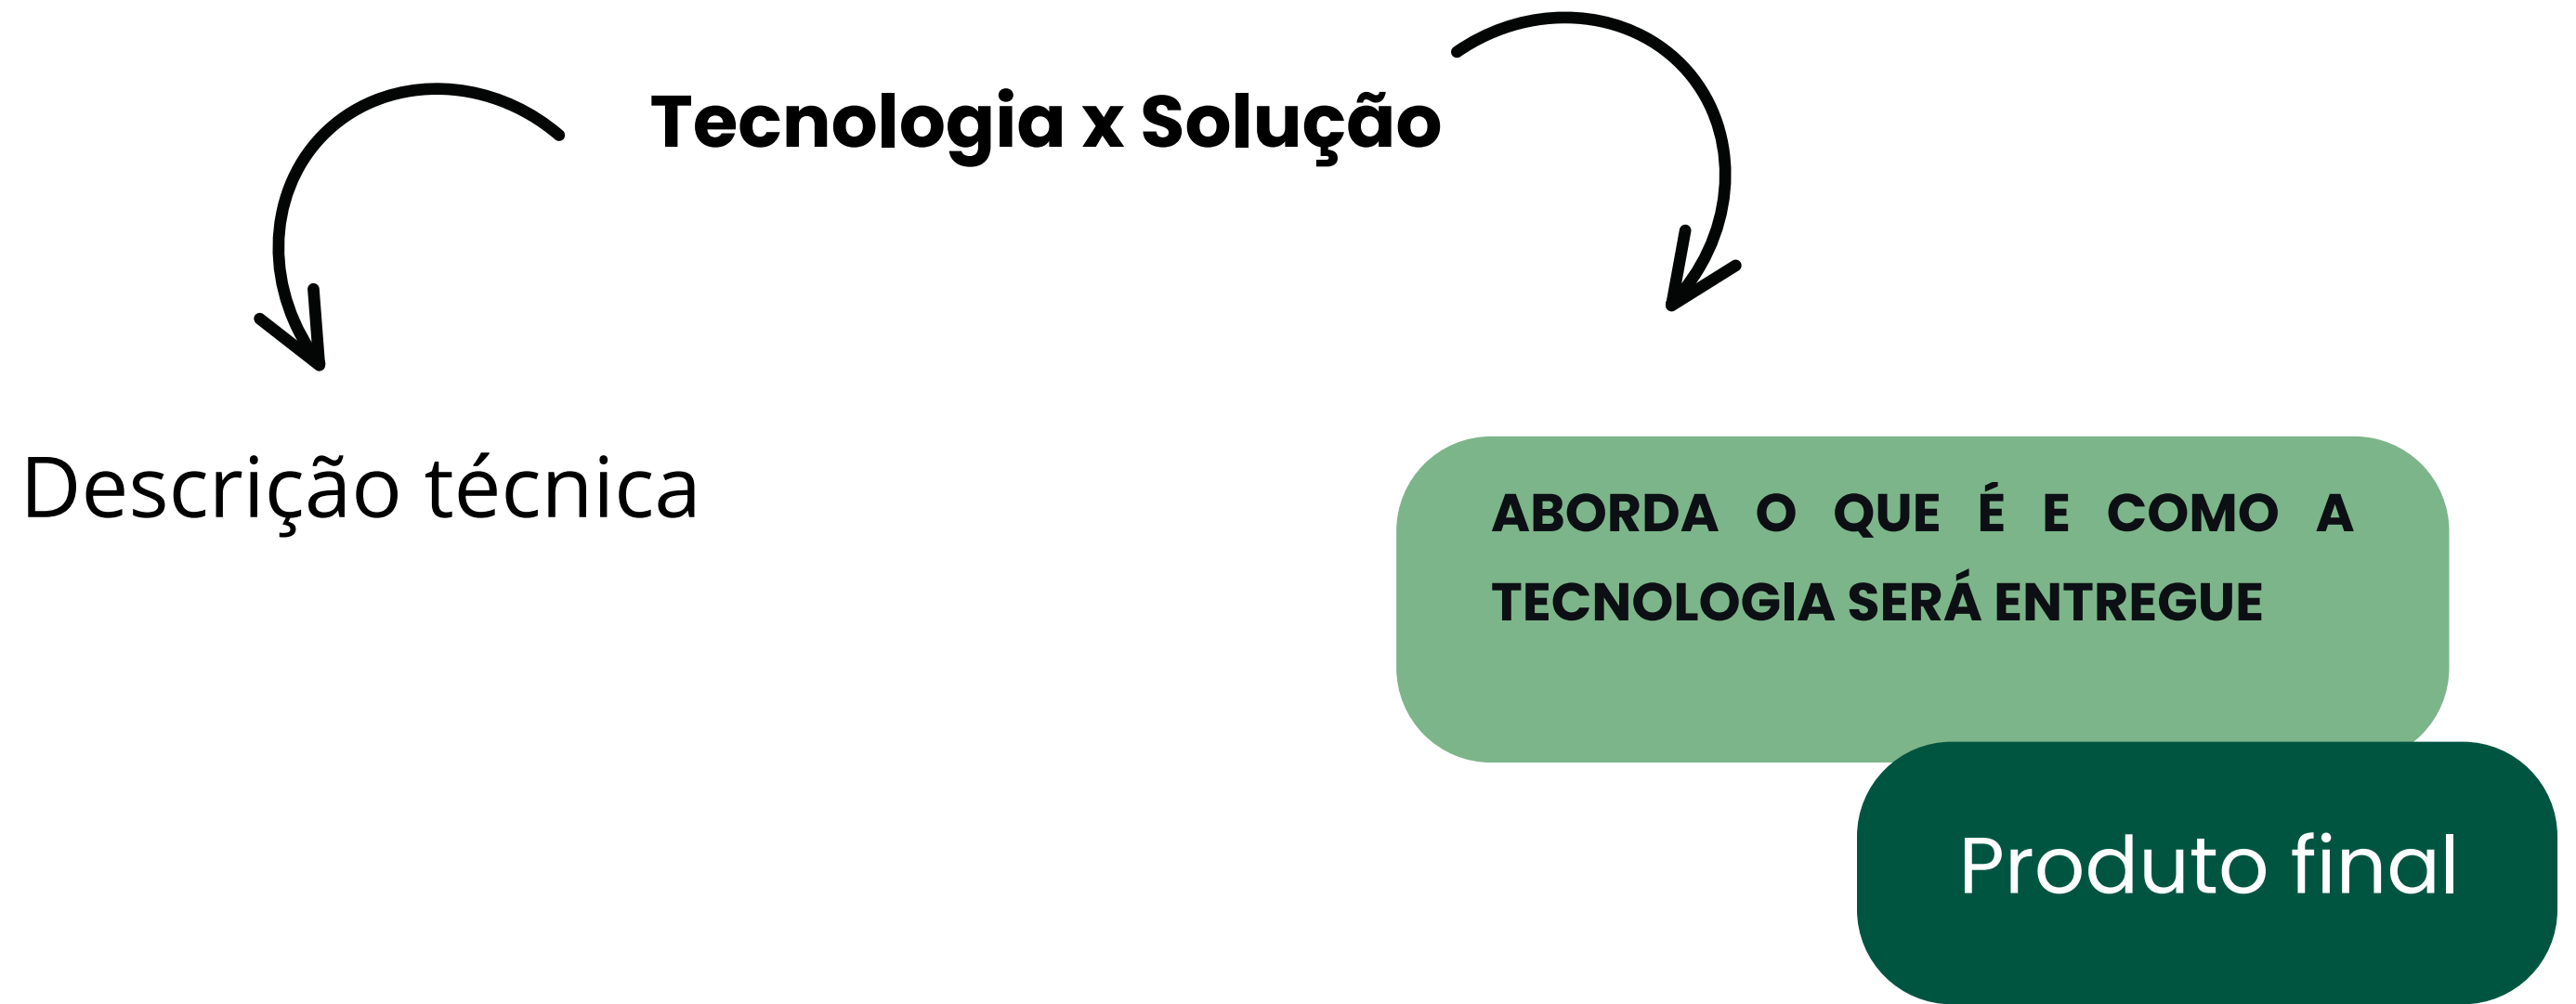 Tecnologia x Solução
Descrição técnica
ABORDA O QUE É E COMO A
TECNOLOGIA SERÁ ENTREGUE
Produto final